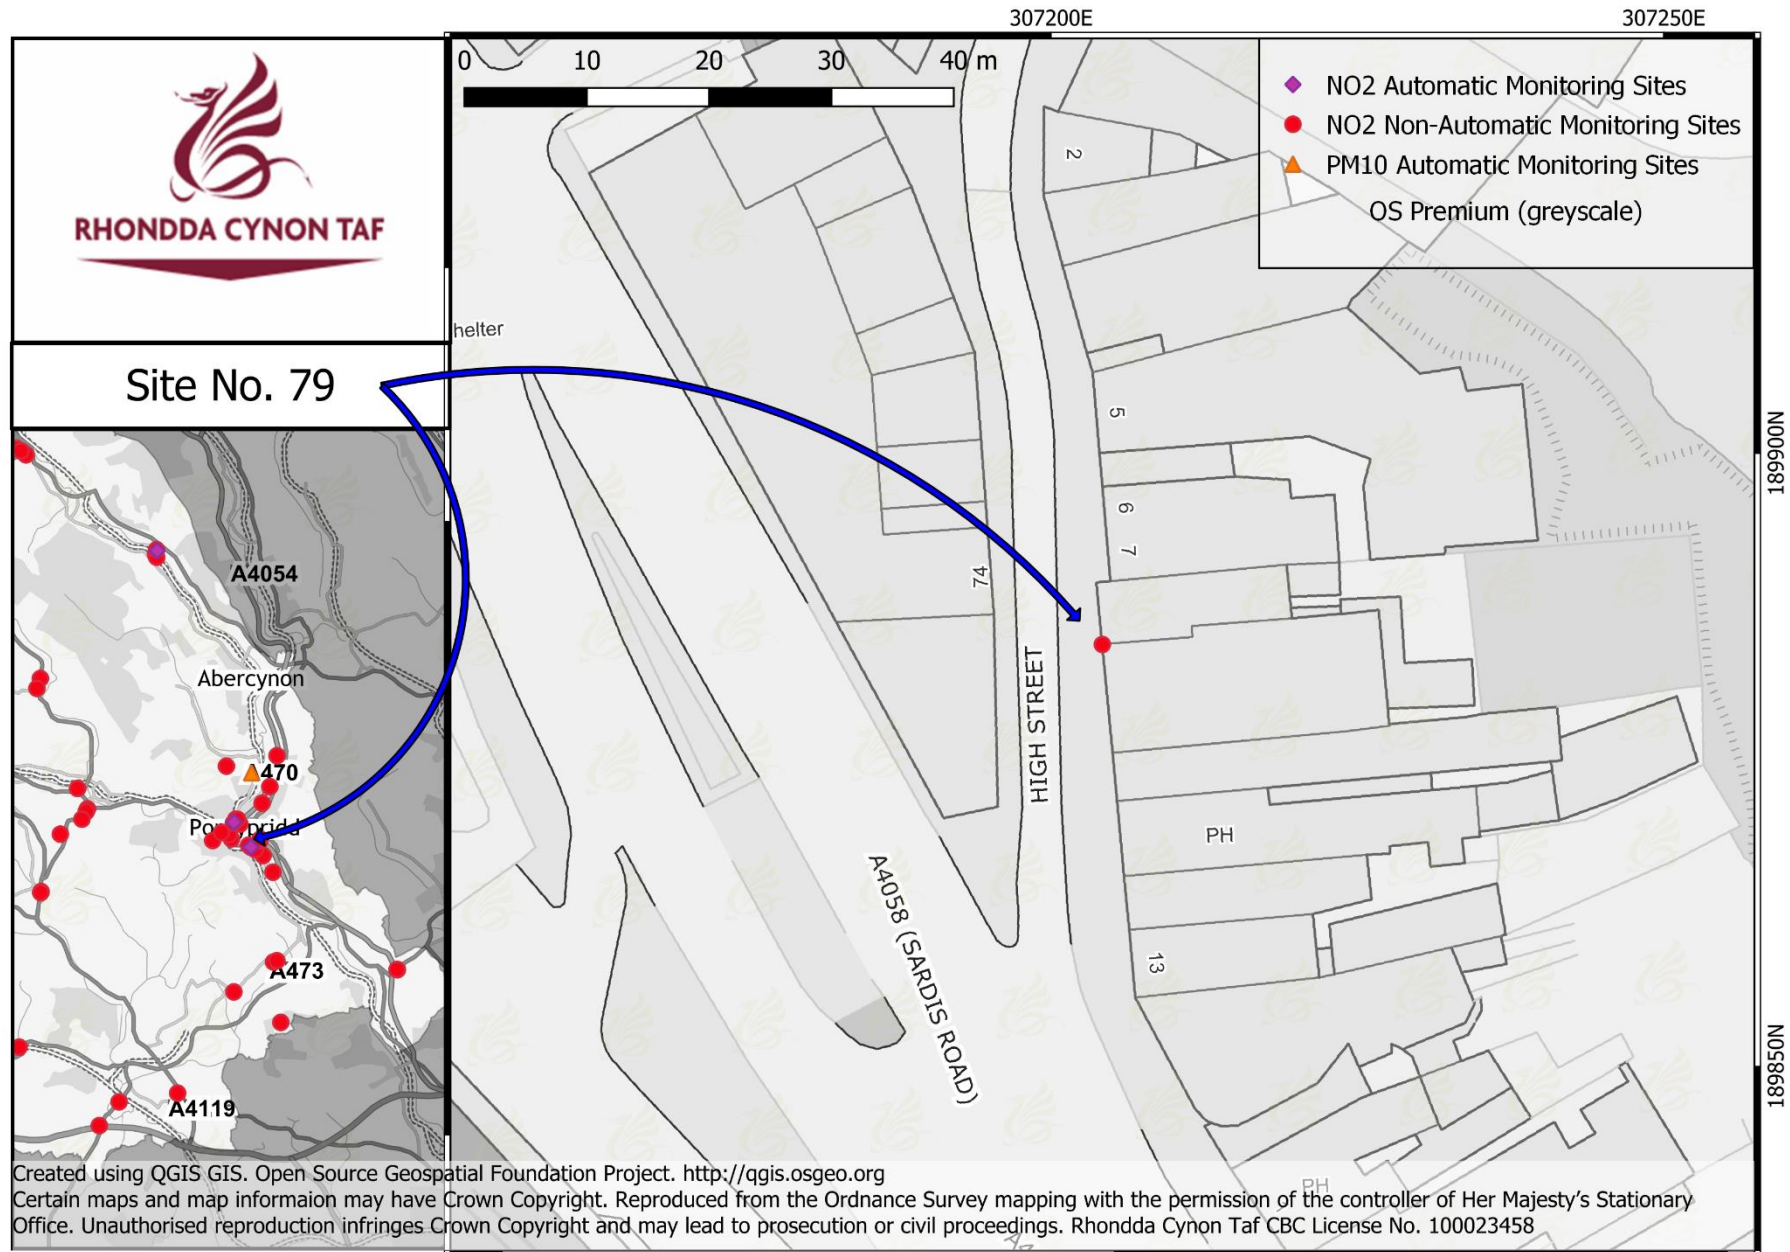 307200E
307250E
0 10 20 30 40 m
RHONDDA CYNON TAF
NO2 Automatic Monitoring Sites
NO2 Non-Automatic Monitoring Sites
PM10 Automatic Monitoring Sites
OS Premium (greyscale)
Site No. 79
helter
2
5
6
7
74
HIGH STREET
PH
13
A4058 (SARDIS ROAD)
PH
189900N
189850N
A4054
Abercynon
A470
Pontypridd
A473
A4119
Created using QGIS GIS. Open Source Geospatial Foundation Project. http://qgis.osgeo.org
Certain maps and map informaion may have Crown Copyright. Reproduced from the Ordnance Survey mapping with the permission of the controller of Her Majesty's Stationary
Office. Unauthorised reproduction infringes Crown Copyright and may lead to prosecution or civil proceedings. Rhondda Cynon Taf CBC License No. 100023458